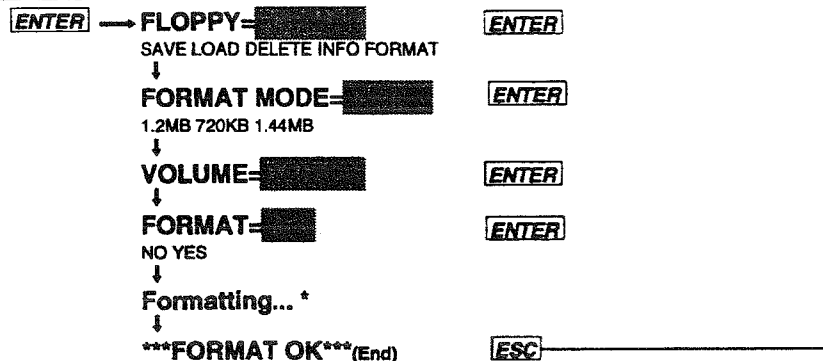 ENTER FLOPPY= ENTER
SAVE LOAD DELETE INFO FORMAT
FORMAT MODE= ENTER
1.2MB 720KB 1.44MB
VOLUME= ENTER
FORMAT= ENTER
NO YES
Formatting... *
***FORMAT OK***(End) ESC